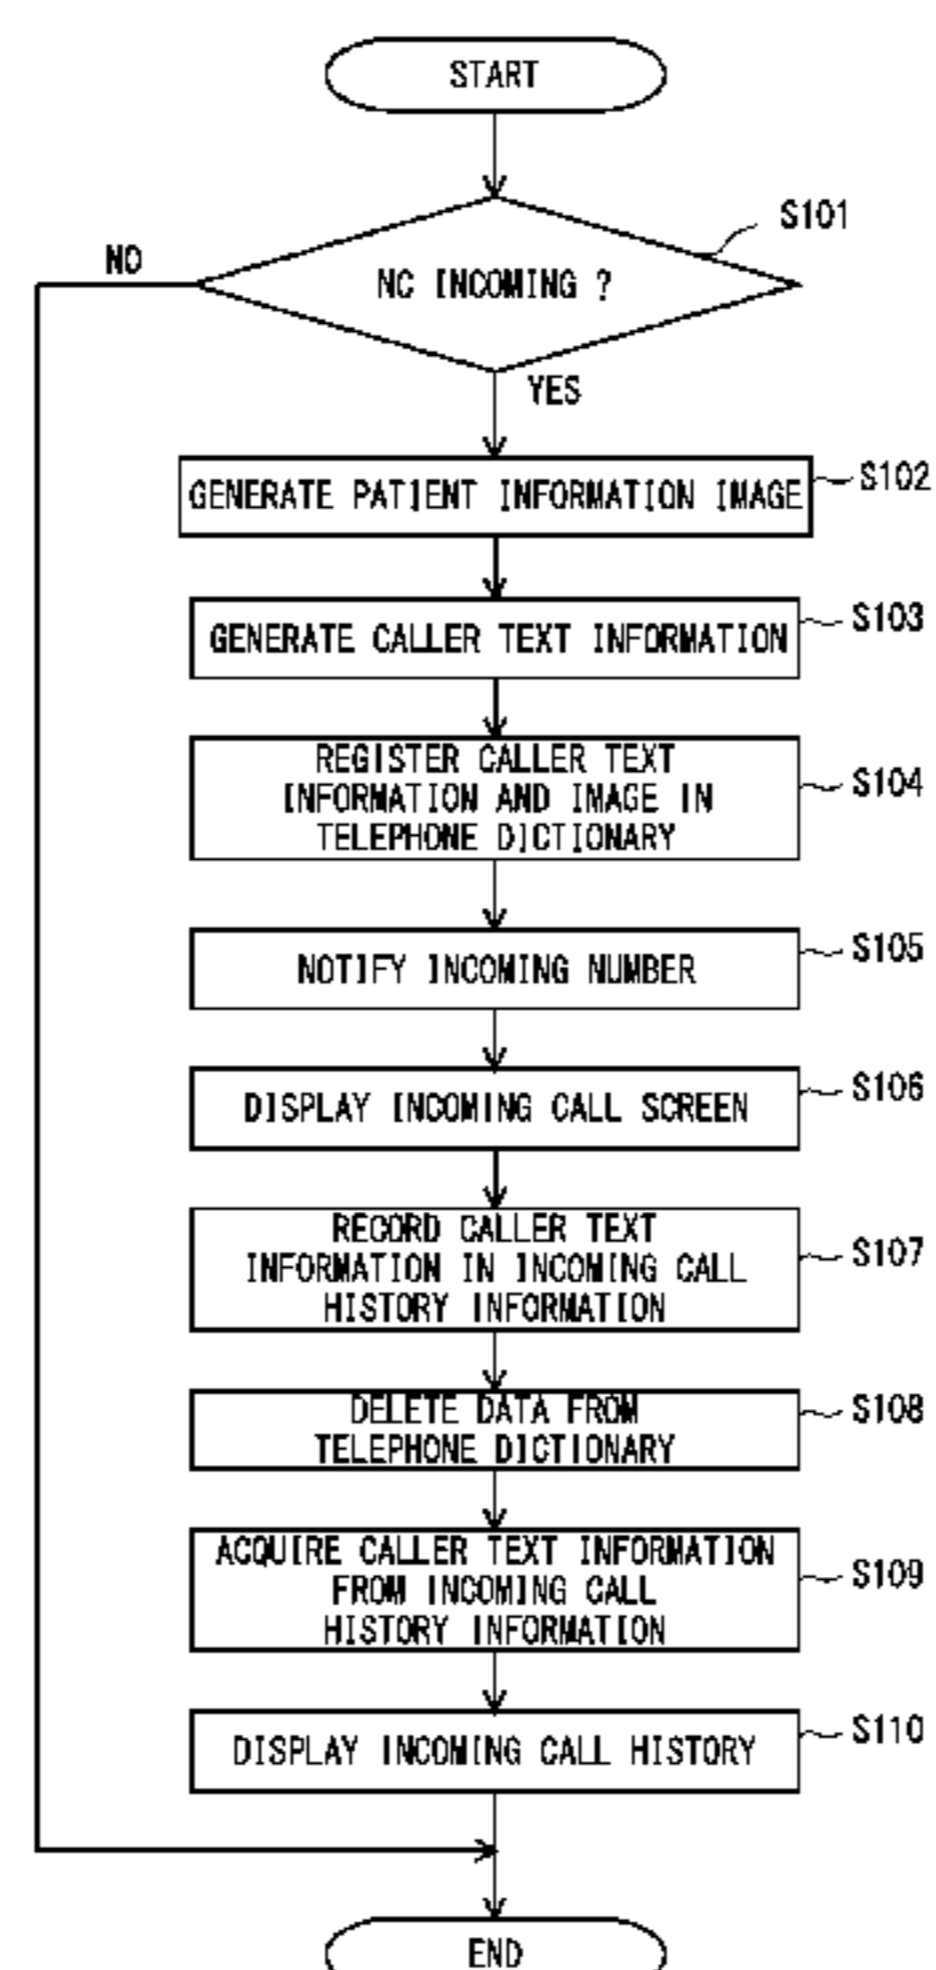 START
S101
NO
NC INCOMING ?
YES
GENERATE PATIENT INFORMATION IMAGE
S102
GENERATE CALLER TEXT INFORMATION
S103
REGISTER CALLER TEXT
INFORMATION AND IMAGE IN
TELEPHONE DICTIONARY
S104
NOTIFY INCOMING NUMBER
S105
DISPLAY INCOMING CALL SCREEN
S106
RECORD CALLER TEXT
INFORMATION IN INCOMING CALL
HISTORY INFORMATION
S107
DELETE DATA FROM
TELEPHONE DICTIONARY
S108
ACQUIRE CALLER TEXT INFORMATION
FROM INCOMING CALL
HISTORY INFORMATION
S109
DISPLAY INCOMING CALL HISTORY
S110
END